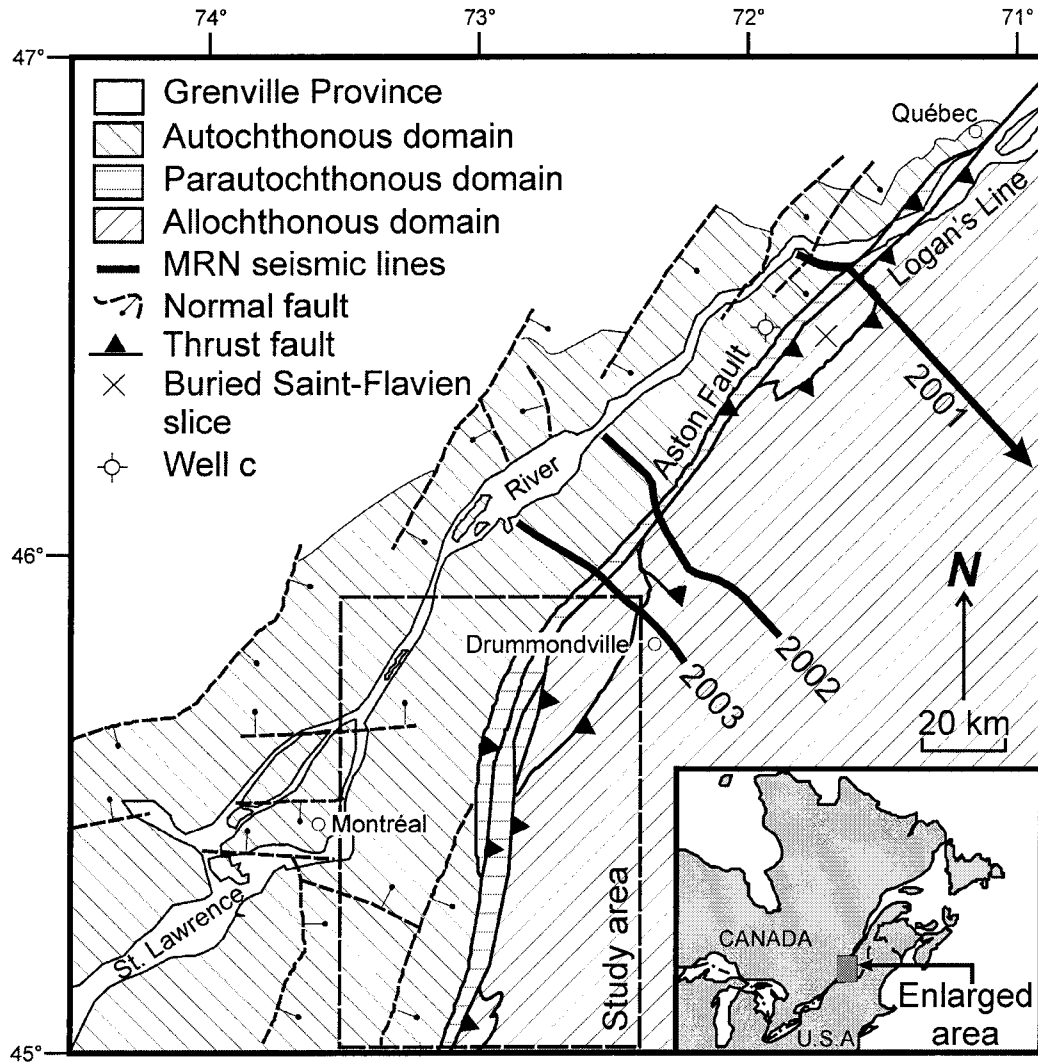 74°
73°
72°
71°
47°
46°
45°
Grenville Province
Autochthonous domain
Parautochthonous domain
Allochthonous domain
MRN seismic lines
Normal fault
Thrust fault
Buried Saint-Flavien
slice
Well c
Québec
Logan's Line
Aston Fault
2001
River
2002
2003
Drummondville
N
20 km
Montréal
St. Lawrence
Study area
CANADA
U.S.A
Enlarged
area